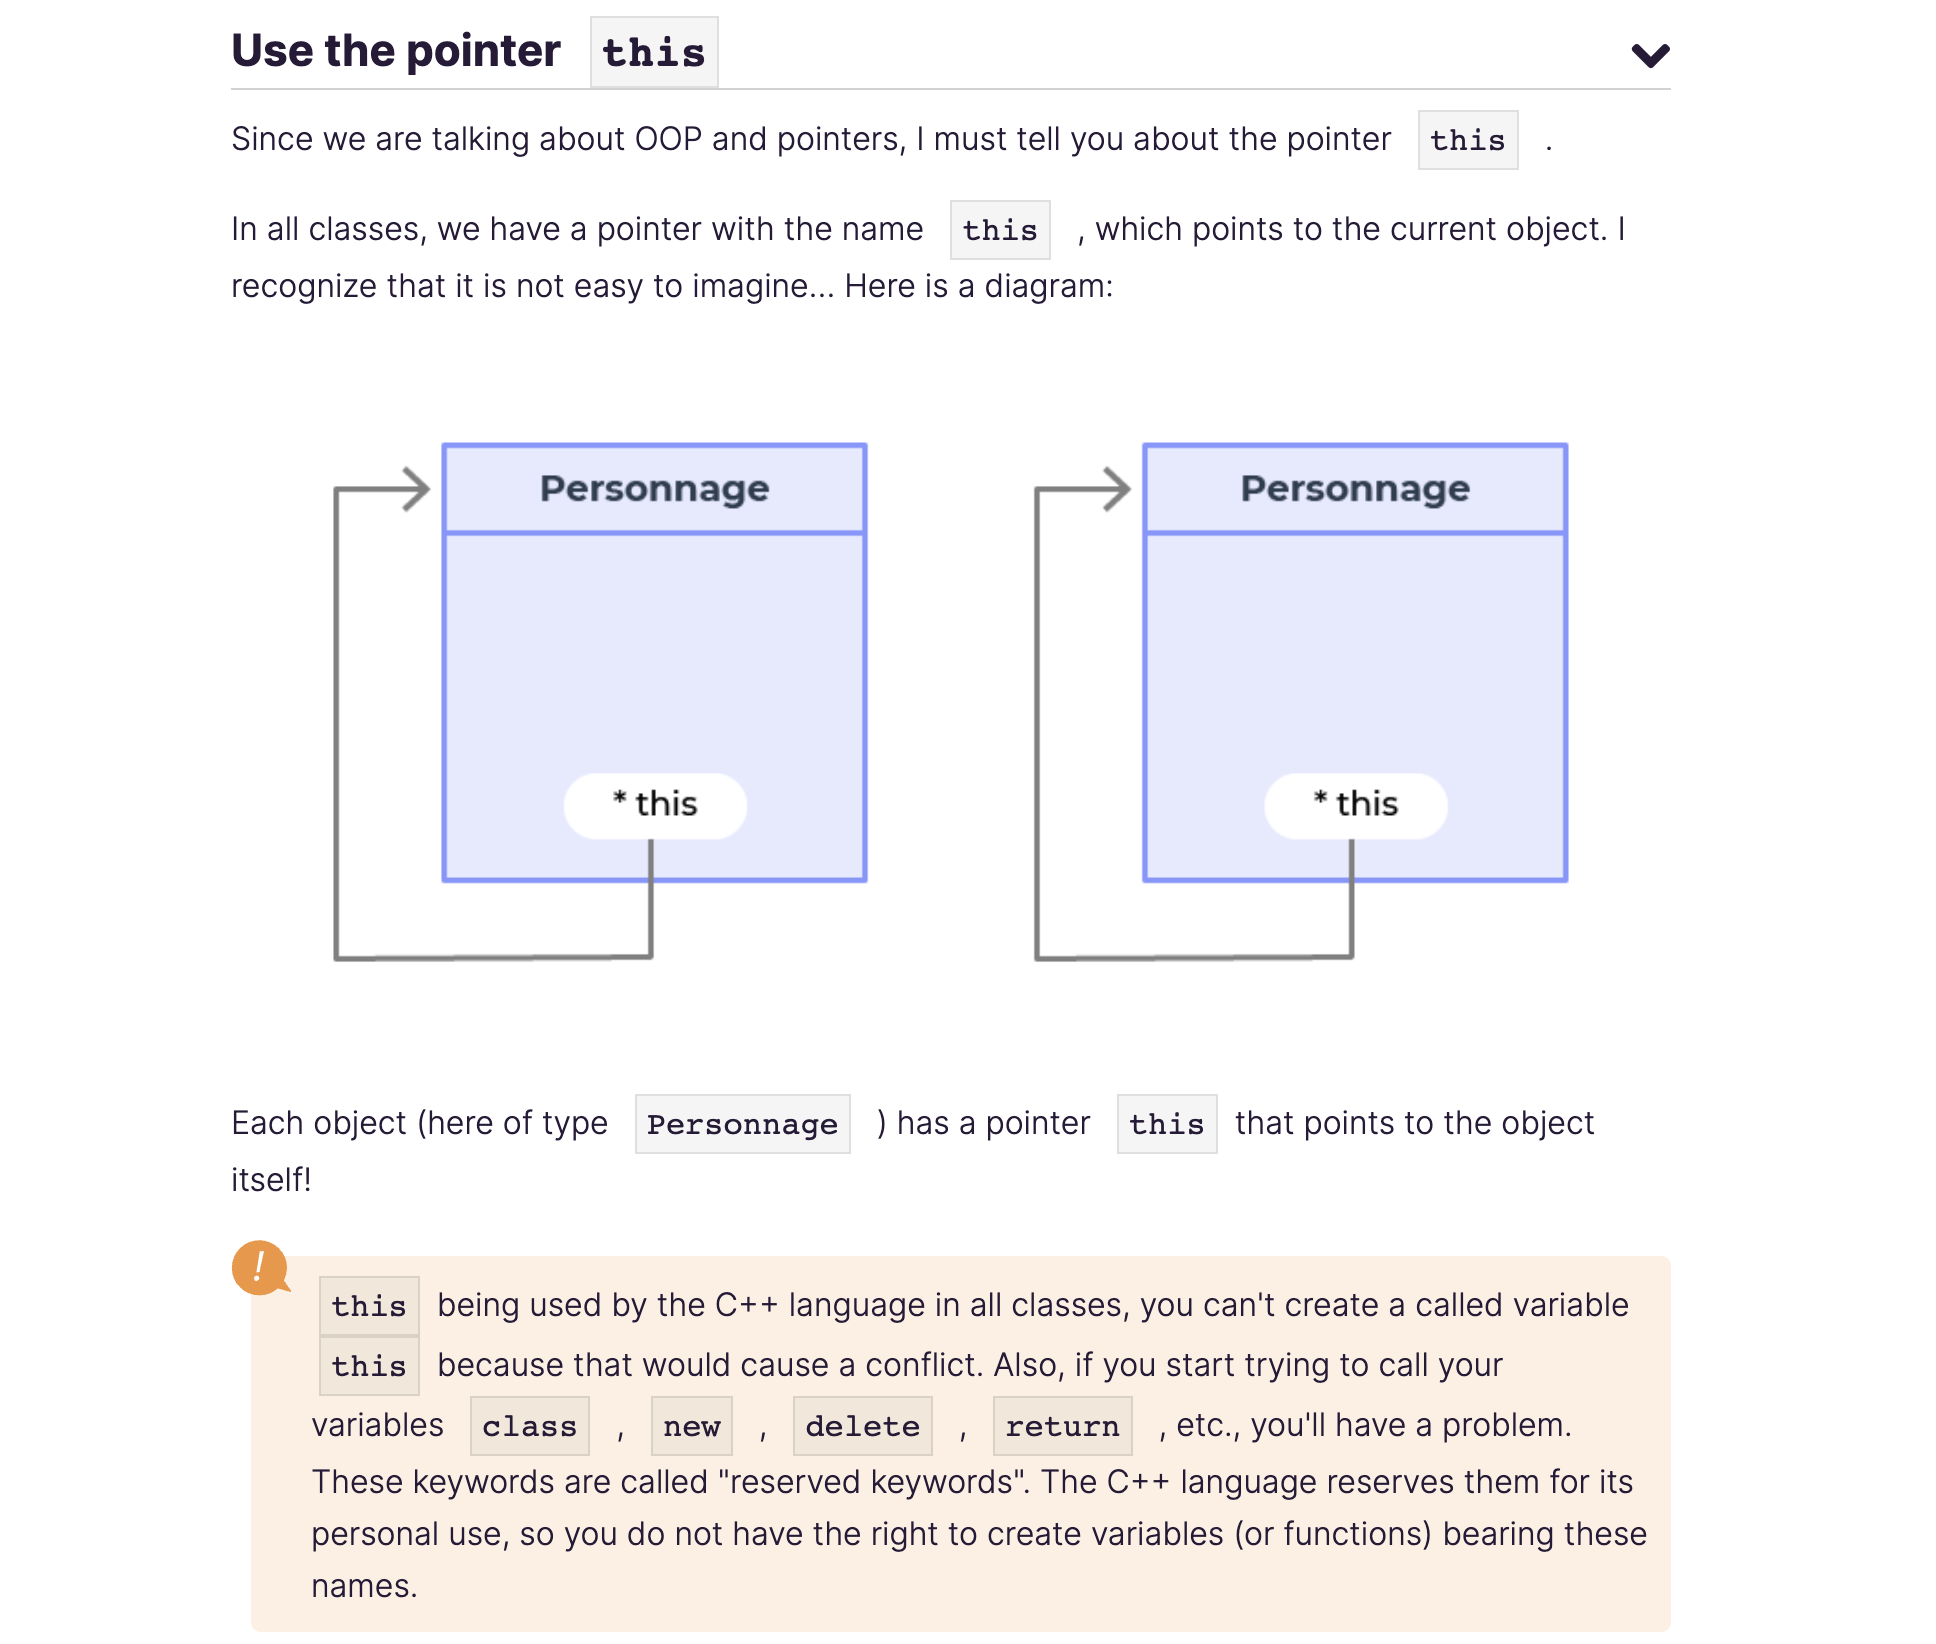 Use the pointer this
Since we are talking about OOP and pointers, I must tell you about the pointer this .
In all classes, we have a pointer with the name this , which points to the current object. I
recognize that it is not easy to imagine... Here is a diagram:
Personnage
* this
Personnage
* this
Each object (here of type Personnage ) has a pointer this that points to the object
itself!
!
this being used by the C++ language in all classes, you can't create a called variable
this because that would cause a conflict. Also, if you start trying to call your
variables class , new , delete , return , etc., you'll have a problem.
These keywords are called "reserved keywords". The C++ language reserves them for its
personal use, so you do not have the right to create variables (or functions) bearing these
names.